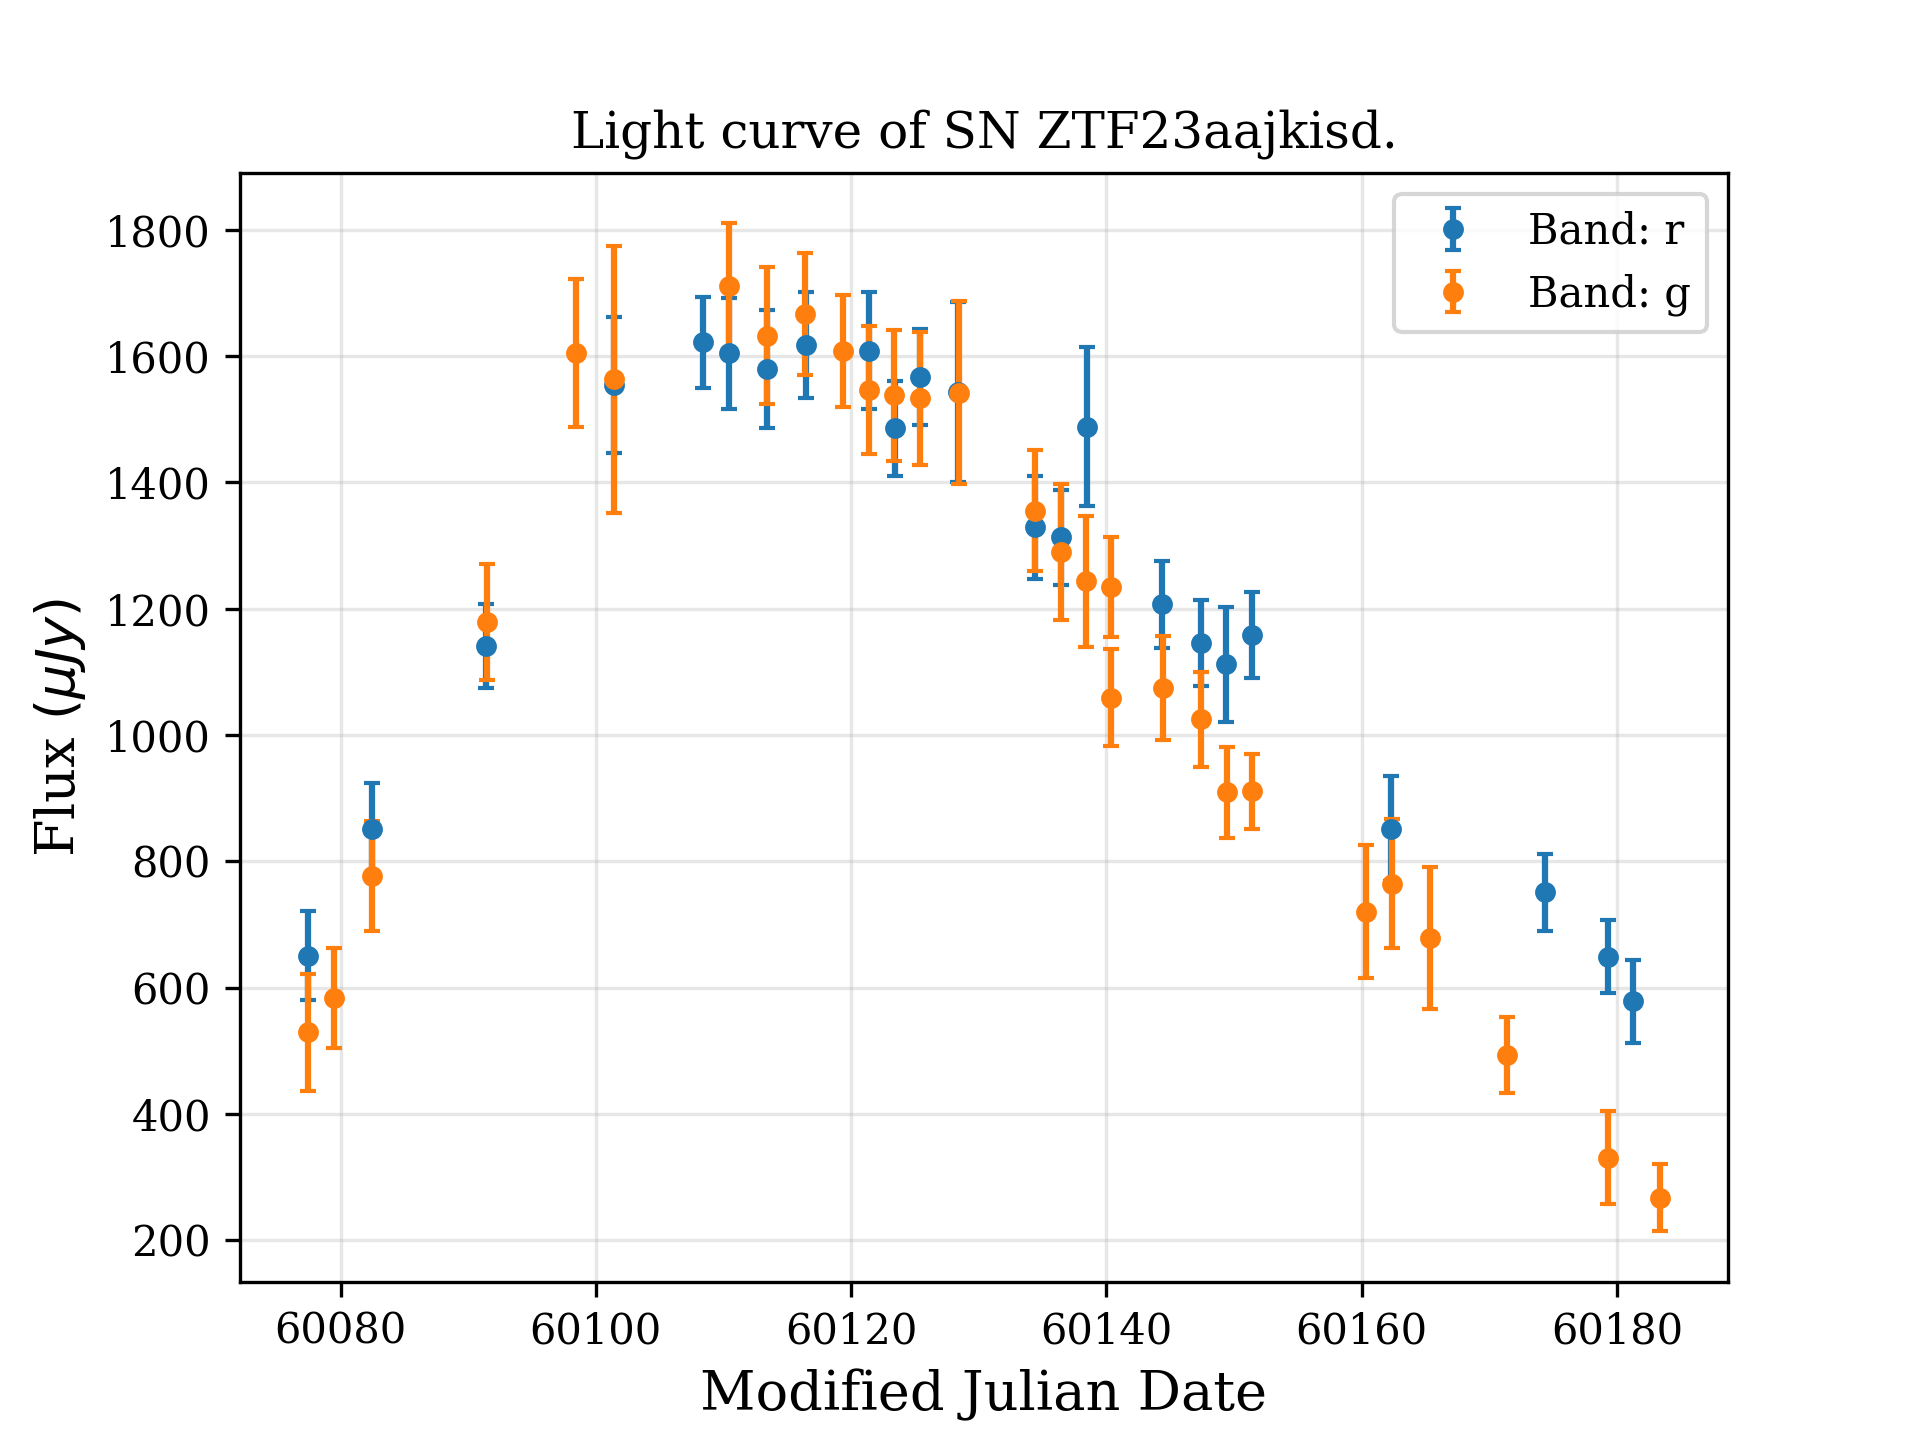 Light curve of SN ZTF23aajkisd.
Band: r
Band: g
1800
1600
1400
1200
1000
800
600
400
200
Flux (μJy)
60080 60100 60120 60140 60160 60180
Modified Julian Date